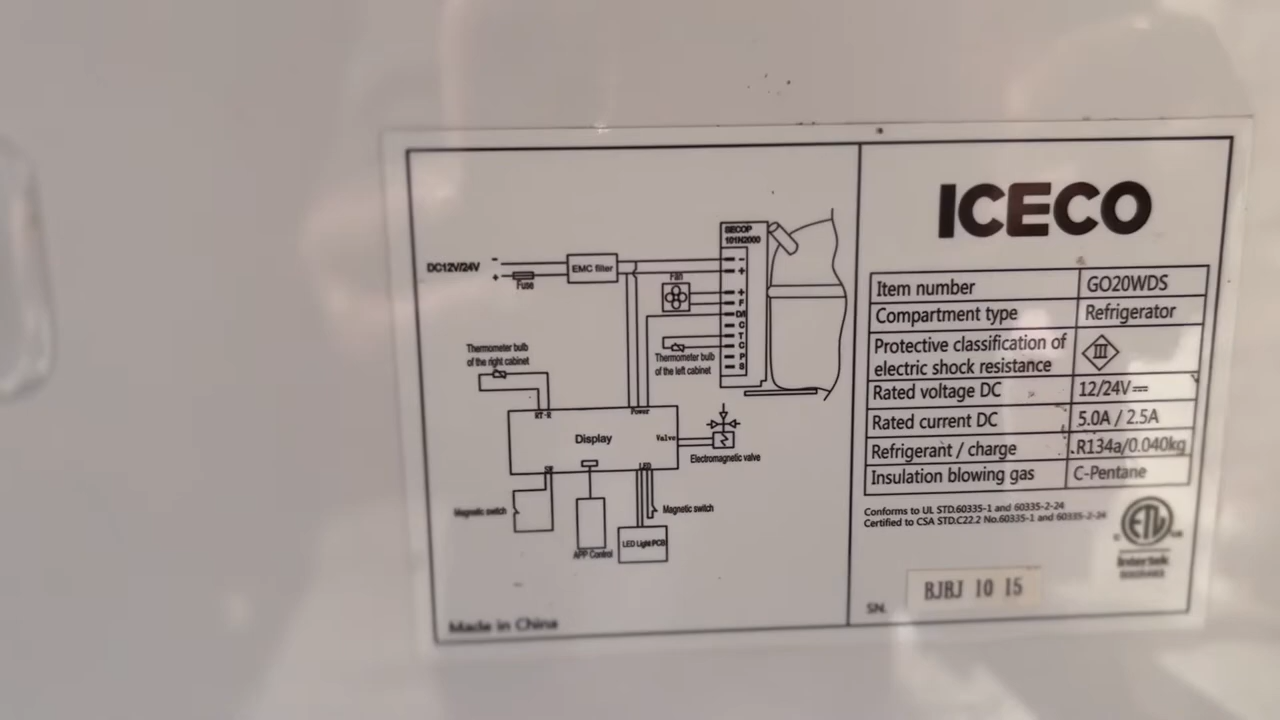 SECOP
101N2000
DC12V/24V
-
+
Fuse
EMC filter
Fan
-
+
+
F
D/I
C
T
C
P
S
Thermometer bulb
of the right cabinet
Thermometer bulb
of the left cabinet
RT-R
Power
Display
Valve
Electromagnetic valve
SW
LED
Magnetic switch
Magnetic switch
APP Control
LED Light PCB
Made in China
ICECO
Item number GO20WDS
Compartment type Refrigerator
Protective classification of
electric shock resistance III
Rated voltage DC 12/24V⎓
Rated current DC 5.0A / 2.5A
Refrigerant / charge R134a/0.040kg
Insulation blowing gas C-Pentane
Conforms to UL STD.60335-1 and 60335-2-24
Certified to CSA STD.C22.2 No.60335-1 and 60335-2-24
C ETL US
Intertek
SN. BJBJ 10 15